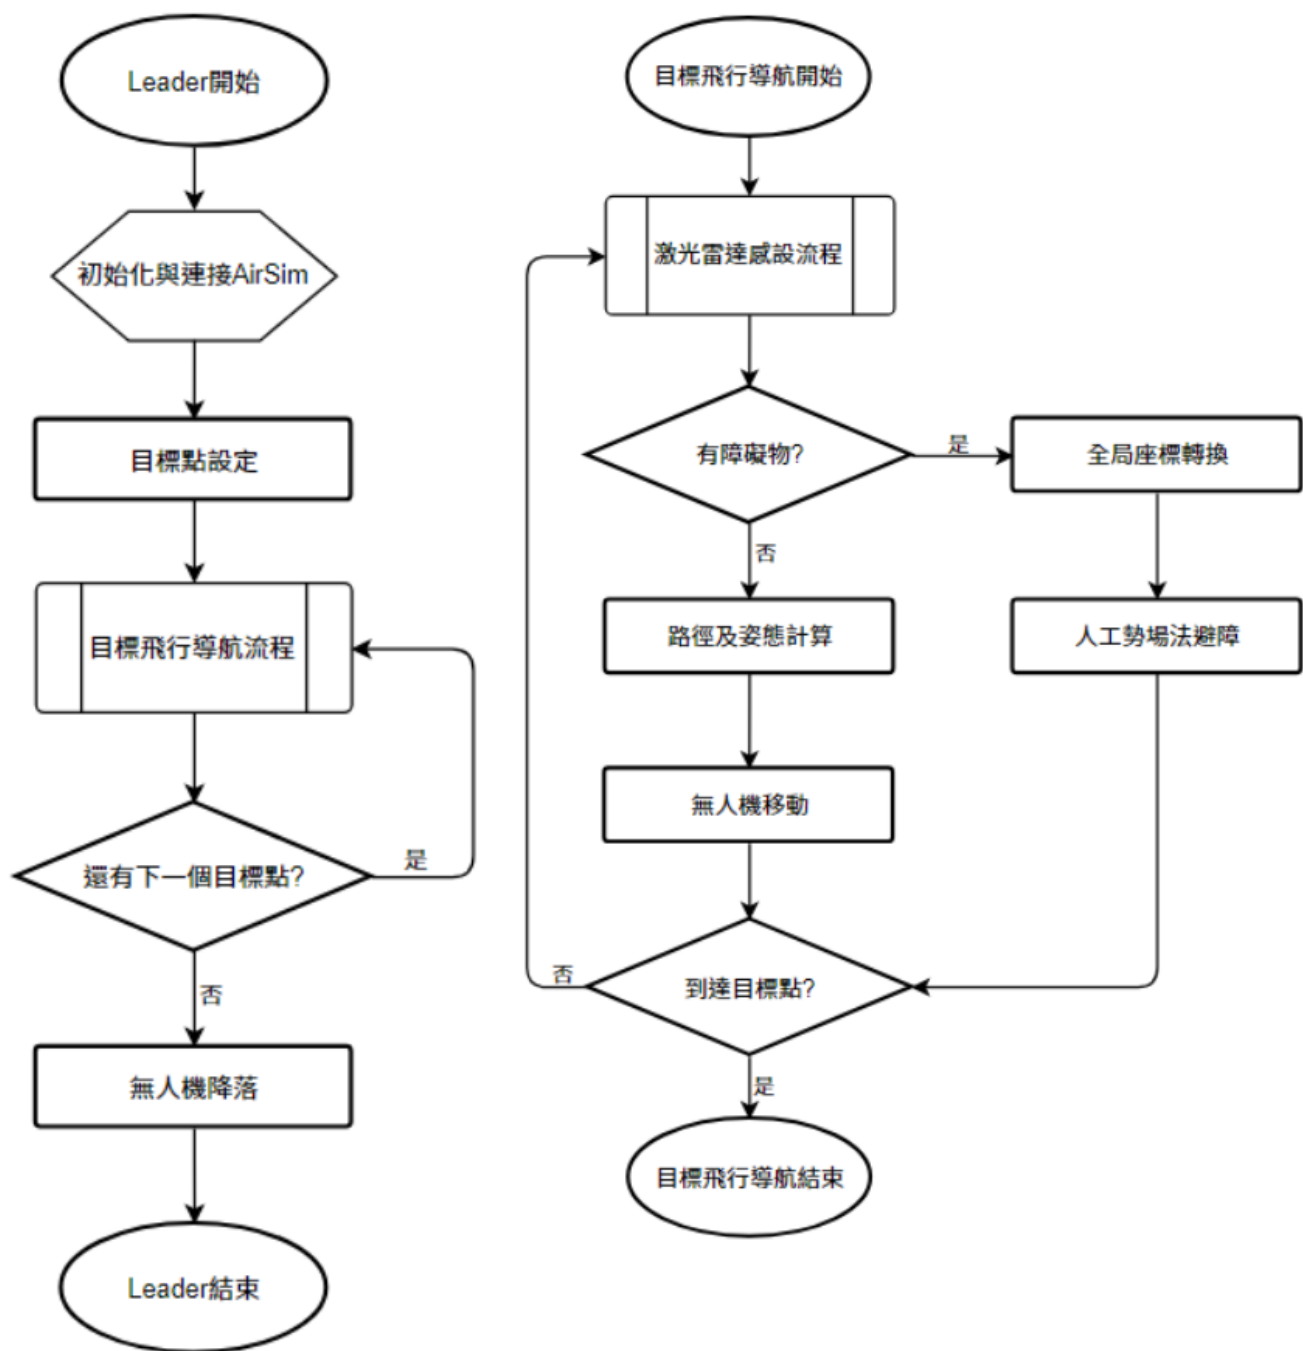 Leader開始
初始化與連接AirSim
目標點設定
目標飛行導航流程
還有下一個目標點?
是
否
無人機降落
Leader結束
目標飛行導航開始
激光雷達感設流程
有障礙物?
是
全局座標轉換
人工勢場法避障
否
路徑及姿態計算
無人機移動
到達目標點?
否
是
目標飛行導航結束